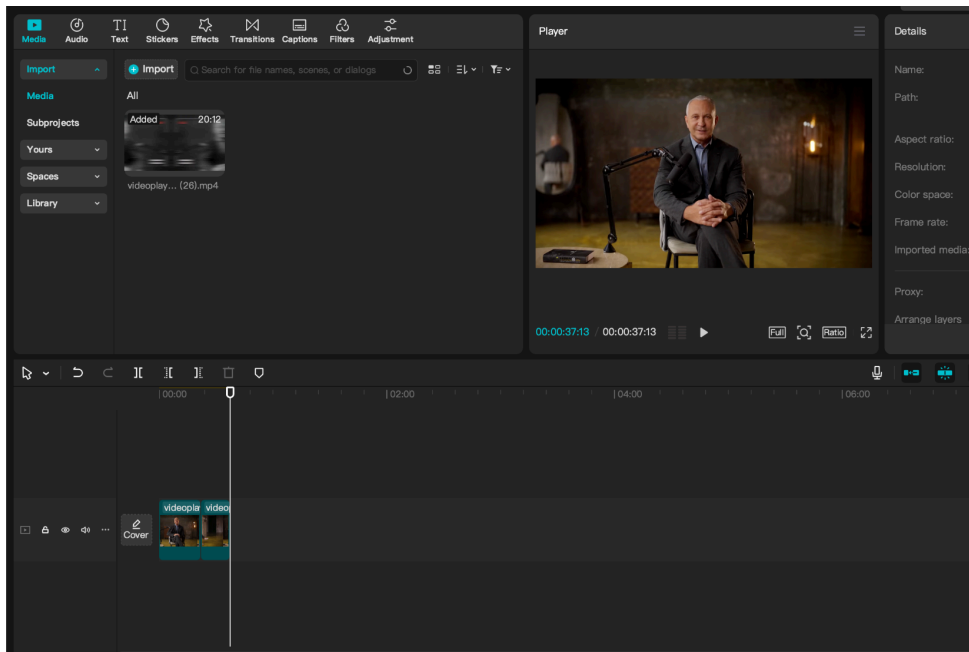 Media Audio Text Stickers Effects Transitions Captions Filters Adjustment
Import
Media
Subprojects
Yours
Spaces
Library
Import
Search for file names, scenes, or dialogs
All
Added 20:12
videoplay... (26).mp4
Player
00:00:37:13 / 00:00:37:13
Full
Ratio
Details
Name:
Path:
Aspect ratio:
Resolution:
Color space:
Frame rate:
Imported media:
Proxy:
Arrange layers
00:00 02:00 04:00 06:00
Cover
videopla video